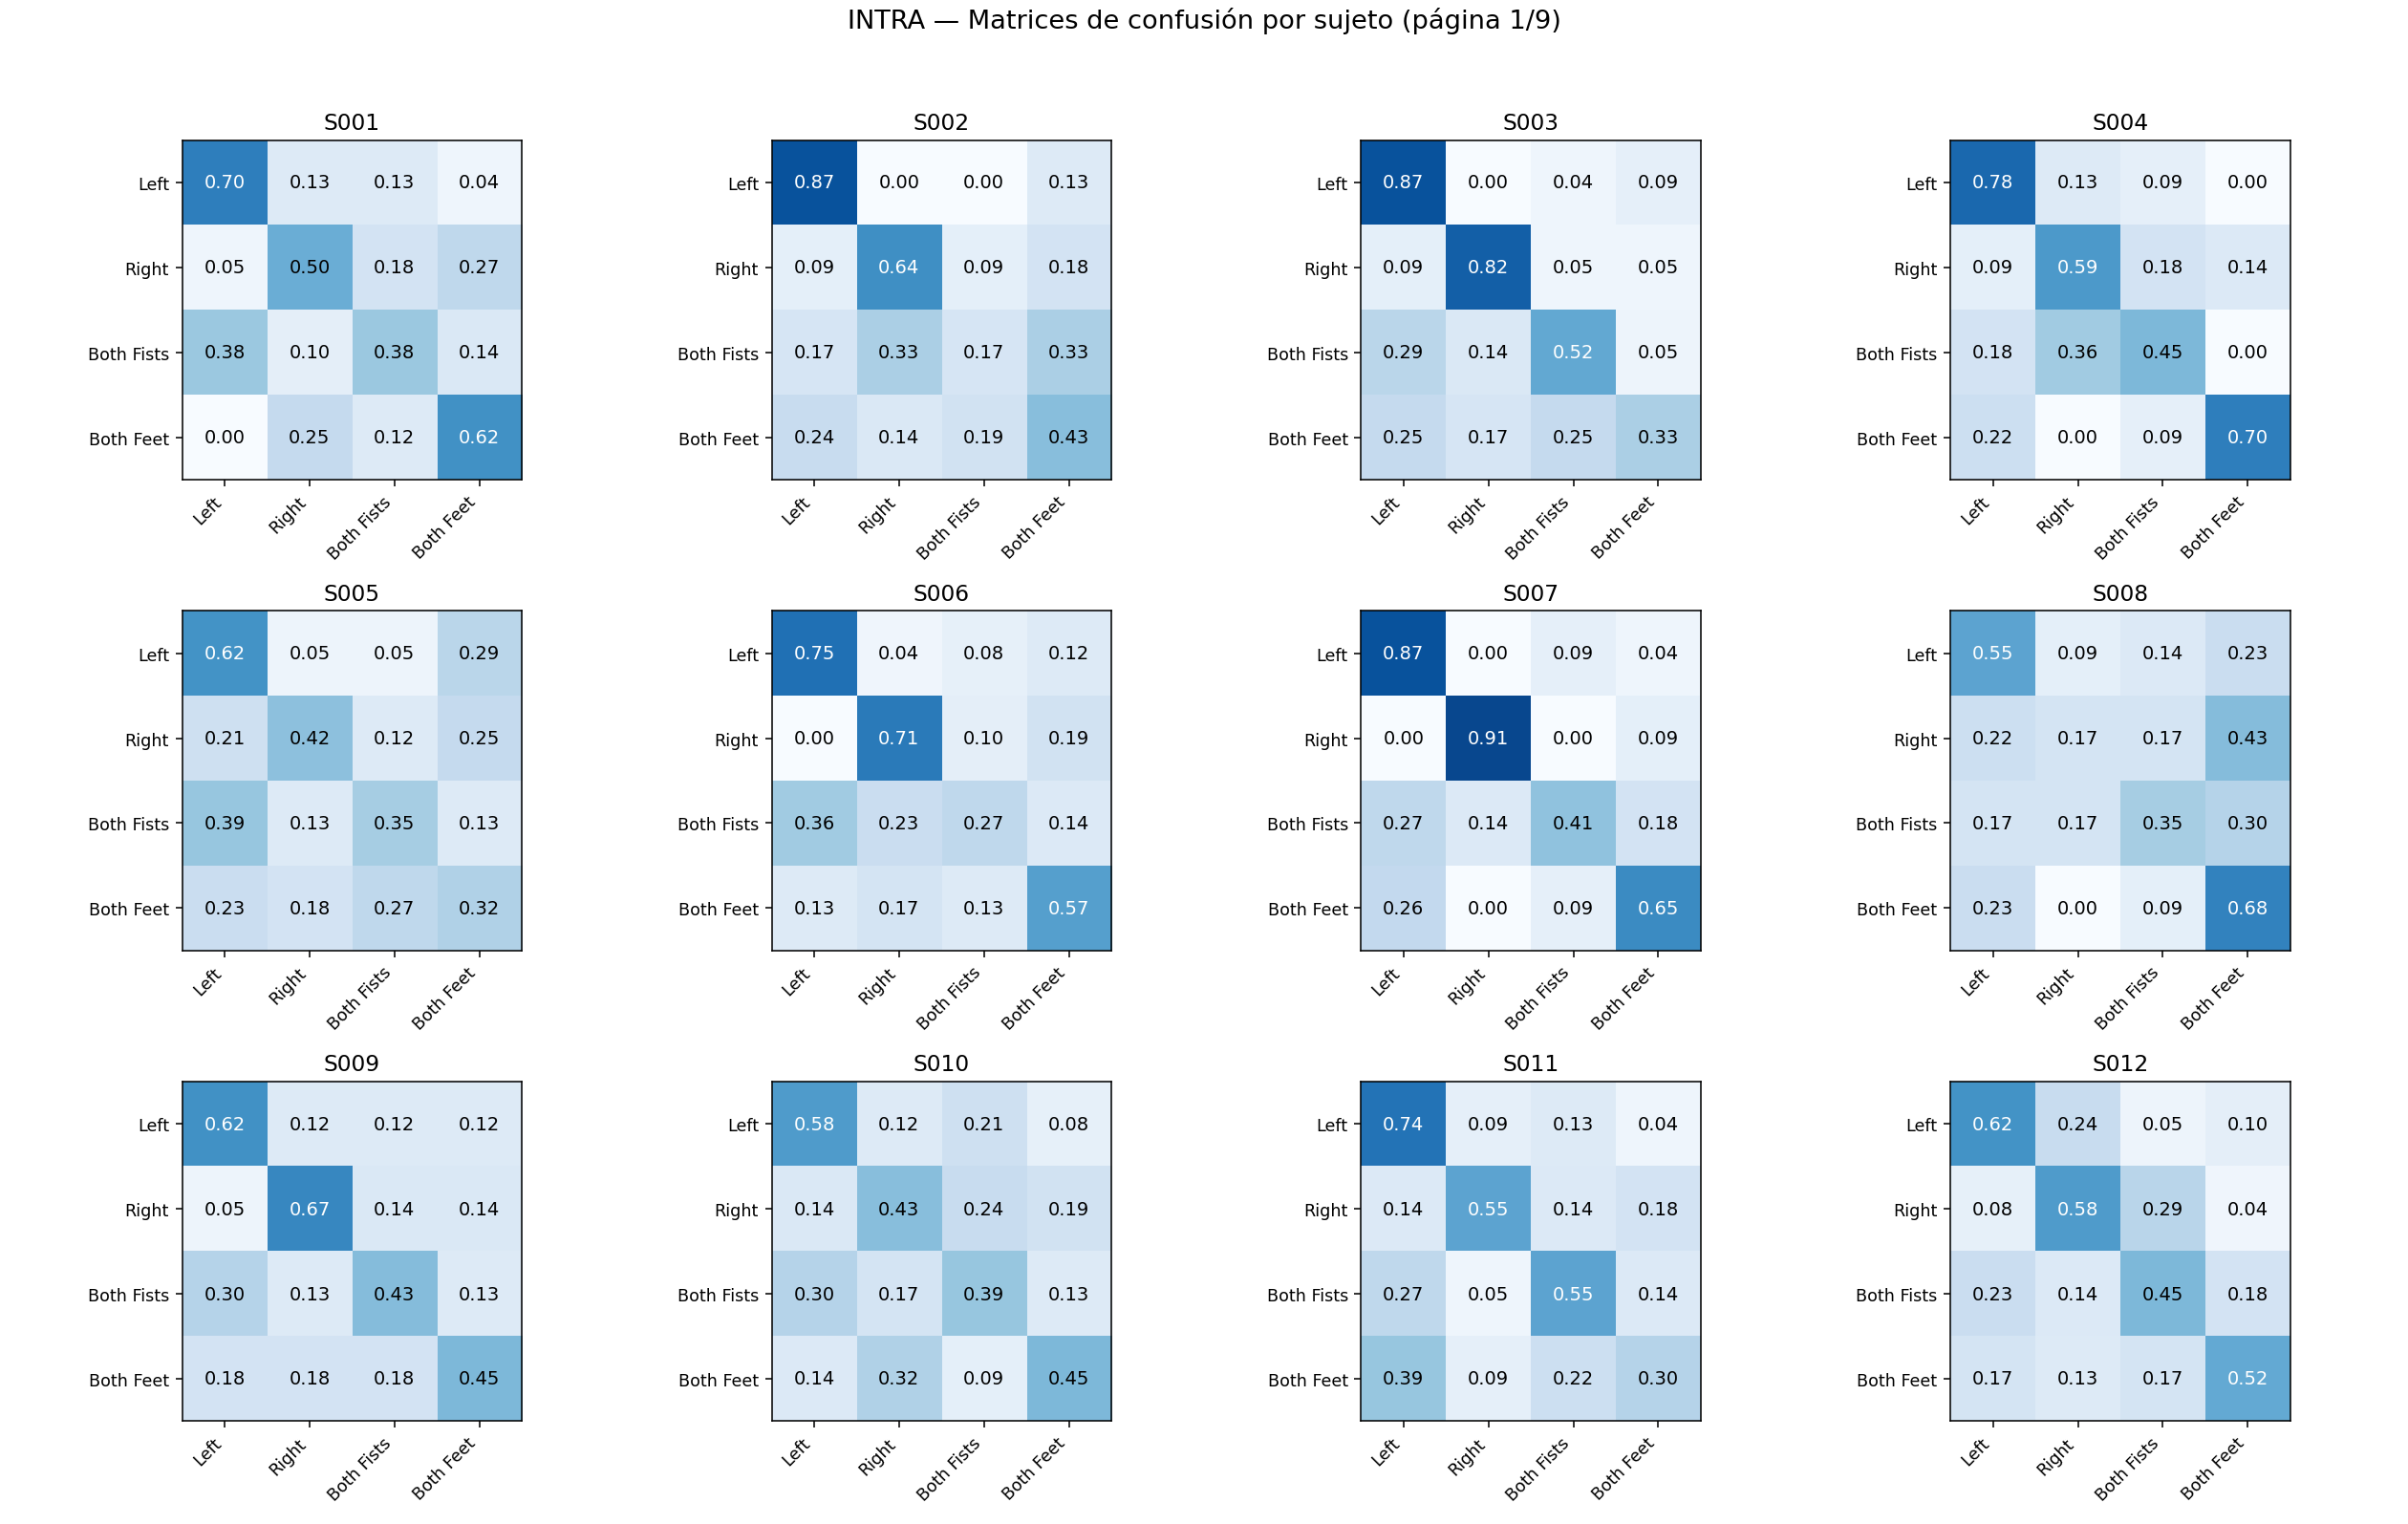 INTRA — Matrices de confusión por sujeto (página 1/9)
S001 S002 S003 S004
Left 0.70 0.13 0.13 0.04 Left 0.87 0.00 0.00 0.13 Left 0.87 0.00 0.04 0.09 Left 0.78 0.13 0.09 0.00
Right 0.05 0.50 0.18 0.27 Right 0.09 0.64 0.09 0.18 Right 0.09 0.82 0.05 0.05 Right 0.09 0.59 0.18 0.14
Both Fists 0.38 0.10 0.38 0.14 Both Fists 0.17 0.33 0.17 0.33 Both Fists 0.29 0.14 0.52 0.05 Both Fists 0.18 0.36 0.45 0.00
Both Feet 0.00 0.25 0.12 0.62 Both Feet 0.24 0.14 0.19 0.43 Both Feet 0.25 0.17 0.25 0.33 Both Feet 0.22 0.00 0.09 0.70
Left Right Both Fists Both Feet Left Right Both Fists Both Feet Left Right Both Fists Both Feet Left Right Both Fists Both Feet
S005 S006 S007 S008
Left 0.62 0.05 0.05 0.29 Left 0.75 0.04 0.08 0.12 Left 0.87 0.00 0.09 0.04 Left 0.55 0.09 0.14 0.23
Right 0.21 0.42 0.12 0.25 Right 0.00 0.71 0.10 0.19 Right 0.00 0.91 0.00 0.09 Right 0.22 0.17 0.17 0.43
Both Fists 0.39 0.13 0.35 0.13 Both Fists 0.36 0.23 0.27 0.14 Both Fists 0.27 0.14 0.41 0.18 Both Fists 0.17 0.17 0.35 0.30
Both Feet 0.23 0.18 0.27 0.32 Both Feet 0.13 0.17 0.13 0.57 Both Feet 0.26 0.00 0.09 0.65 Both Feet 0.23 0.00 0.09 0.68
Left Right Both Fists Both Feet Left Right Both Fists Both Feet Left Right Both Fists Both Feet Left Right Both Fists Both Feet
S009 S010 S011 S012
Left 0.62 0.12 0.12 0.12 Left 0.58 0.12 0.21 0.08 Left 0.74 0.09 0.13 0.04 Left 0.62 0.24 0.05 0.10
Right 0.05 0.67 0.14 0.14 Right 0.14 0.43 0.24 0.19 Right 0.14 0.55 0.14 0.18 Right 0.08 0.58 0.29 0.04
Both Fists 0.30 0.13 0.43 0.13 Both Fists 0.30 0.17 0.39 0.13 Both Fists 0.27 0.05 0.55 0.14 Both Fists 0.23 0.14 0.45 0.18
Both Feet 0.18 0.18 0.18 0.45 Both Feet 0.14 0.32 0.09 0.45 Both Feet 0.39 0.09 0.22 0.30 Both Feet 0.17 0.13 0.17 0.52
Left Right Both Fists Both Feet Left Right Both Fists Both Feet Left Right Both Fists Both Feet Left Right Both Fists Both Feet